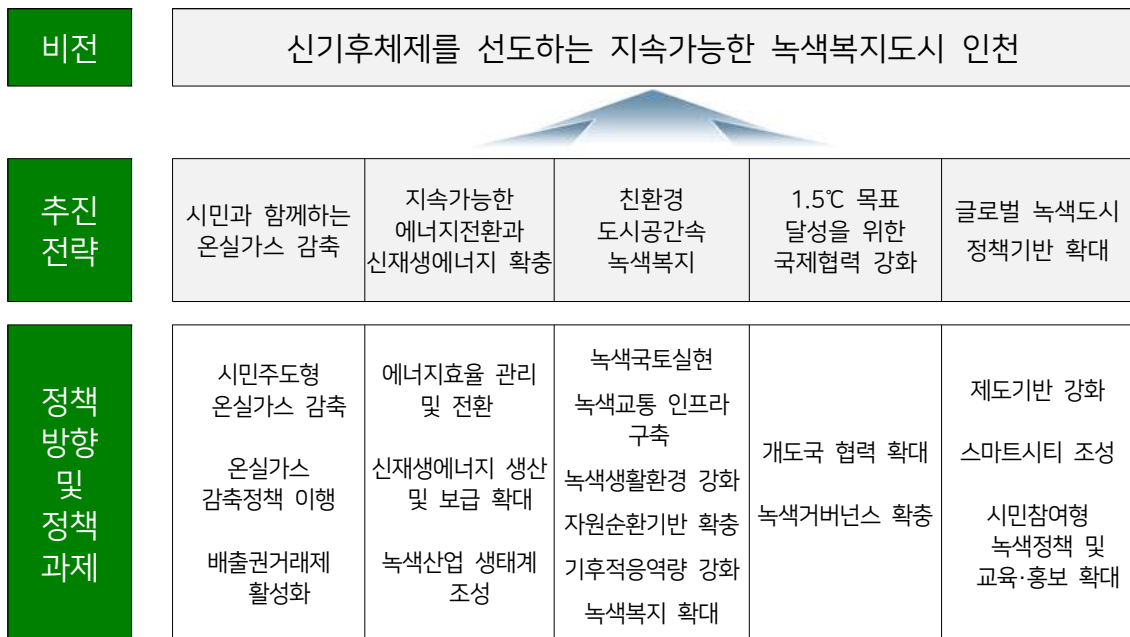 비전
신기후체제를 선도하는 지속가능한 녹색복지도시 인천
추진
전략
시민과 함께하는
온실가스 감축
지속가능한
에너지전환과
신재생에너지 확충
친환경
도시공간속
녹색복지
1.5℃ 목표
달성을 위한
국제협력 강화
글로벌 녹색도시
정책기반 확대
정책
방향
및
정책
과제
시민주도형
온실가스 감축
온실가스
감축정책 이행
배출권거래제
활성화
에너지효율 관리
및 전환
신재생에너지 생산
및 보급 확대
녹색산업 생태계
조성
녹색국토실현
녹색교통 인프라
구축
녹색생활환경 강화
자원순환기반 확충
기후적응역량 강화
녹색복지 확대
개도국 협력 확대
녹색거버넌스 확충
제도기반 강화
스마트시티 조성
시민참여형
녹색정책 및
교육·홍보 확대